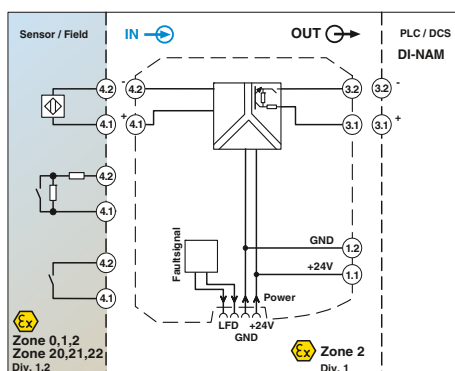 Sensor / Field
IN
OUT
PLC / DCS
DI-NAM
4.2
-
4.2
3.2
3.2
-
4.1
+
4.1
3.1
3.1
+
4.2
4.1
Faultsignal
GND
1.2
4.2
+24V
1.1
4.1
Power
LFD
+24V
GND
Ex
Zone 0,1,2
Zone 20,21,22
Div. 1,2
Ex
Zone 2
Div. 1